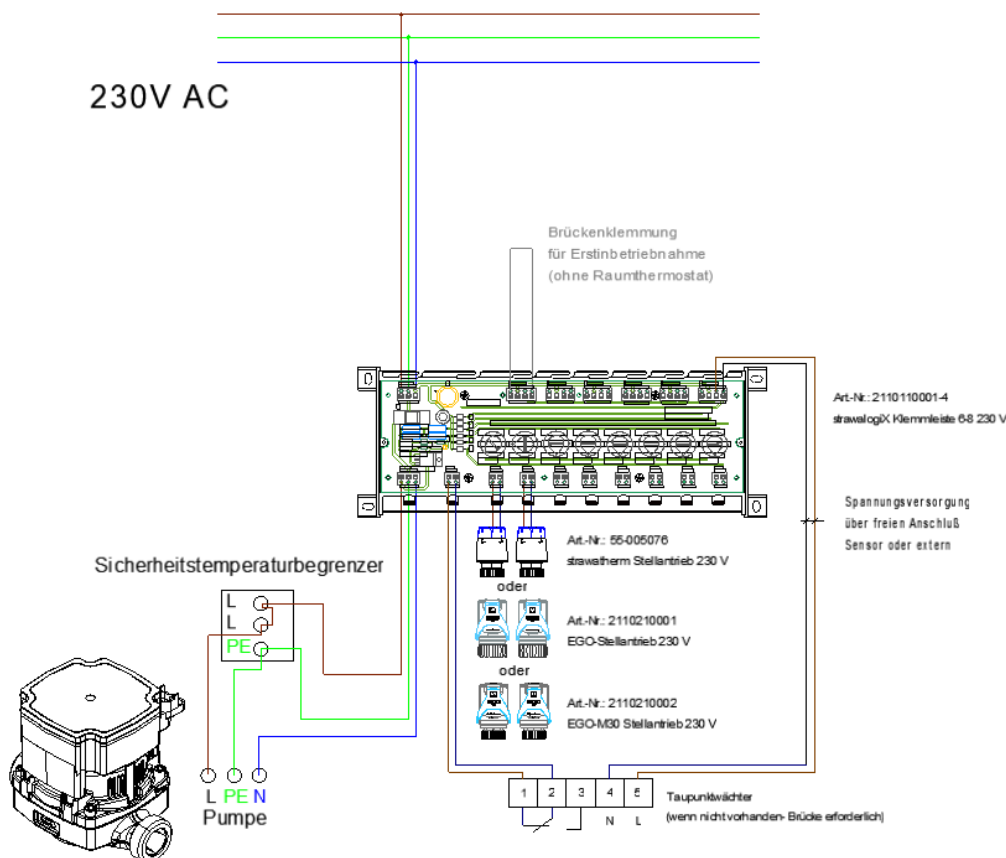 230V AC
Brückenklemmung
für Erstinbetriebnahme
(ohne Raumthermostat)
Art.-Nr.: 2110110001-4
strawalogiX Klemmleiste 6-8 230 V
Spannungsversorgung
über freien Anschluß
Sensor oder extern
Art.-Nr.: 55-005076
strawatherm Stellantrieb 230 V
oder
Art.-Nr.: 2110210001
EGO-Stellantrieb 230 V
oder
Art.-Nr.: 2110210002
EGO-M30 Stellantrieb 230 V
Sicherheitstemperaturbegrenzer
L
L
PE
L PE N
Pumpe
1 2 3 4 5
N L
Taupunktwächter
(wenn nicht vorhanden- Brücke erforderlich)